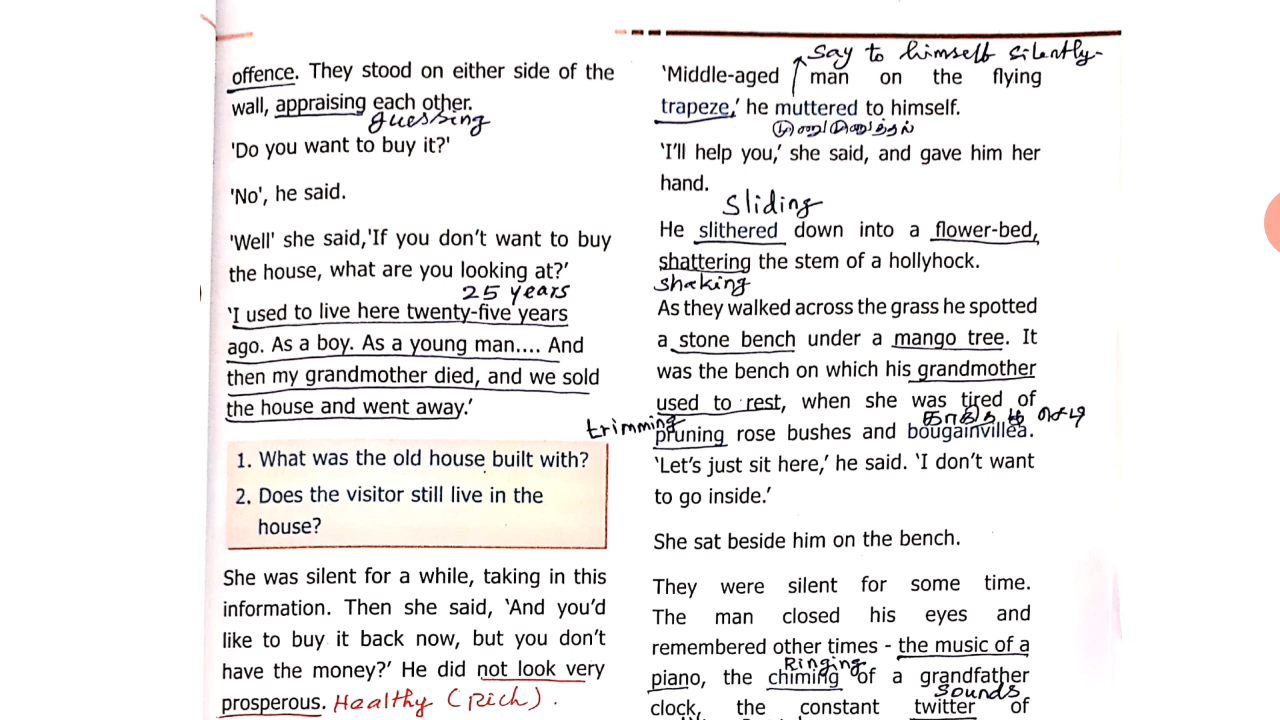 offence. They stood on either side of the
wall, appraising each other.
guessing
'Do you want to buy it?'
'No', he said.
'Well' she said,'If you don't want to buy
the house, what are you looking at?'
25 years
'I used to live here twenty-five years
ago. As a boy. As a young man.... And
then my grandmother died, and we sold
the house and went away.'
1. What was the old house built with?
2. Does the visitor still live in the
house?
She was silent for a while, taking in this
information. Then she said, 'And you'd
like to buy it back now, but you don't
have the money?' He did not look very
prosperous. Healthy (Rich).
say to himself silently-
'Middle-aged man on the flying
trapeze,' he muttered to himself.
'I'll help you,' she said, and gave him her
hand.
sliding
He slithered down into a flower-bed,
shattering the stem of a hollyhock.
shaking
As they walked across the grass he spotted
a stone bench under a mango tree. It
was the bench on which his grandmother
used to rest, when she was tired of
trimming
pruning rose bushes and bougainvillea.
'Let's just sit here,' he said. 'I don't want
to go inside.'
She sat beside him on the bench.
They were silent for some time.
The man closed his eyes and
remembered other times - the music of a
Ringing
piano, the chiming of a grandfather
sounds
clock, the constant twitter of